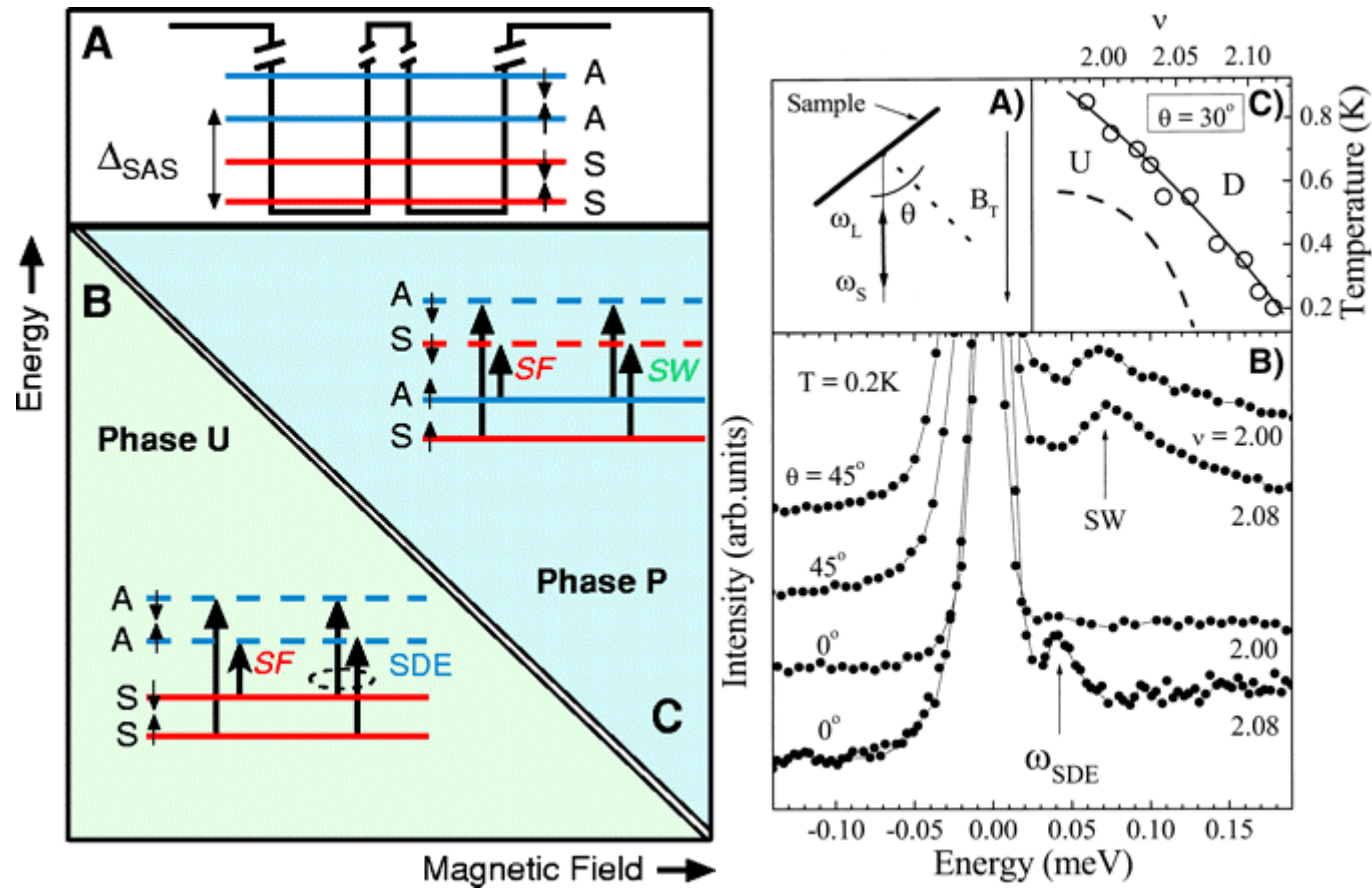 A
A
A
S
S
Δ_SAS
Energy
B
A
S
A
S
SF
SW
Phase U
Phase P
A
A
S
S
SF
SDE
C
Magnetic Field
A)
Sample
ω_L
θ
B_T
ω_S
ν
2.00 2.05 2.10
C)
θ = 30°
U
D
0.8
0.6
0.4
0.2
Temperature (K)
B)
T = 0.2K
θ = 45°
45°
0°
0°
ν = 2.00
2.08
2.00
2.08
SW
ω_SDE
Intensity (arb.units)
-0.10 -0.05 0.00 0.05 0.10 0.15
Energy (meV)